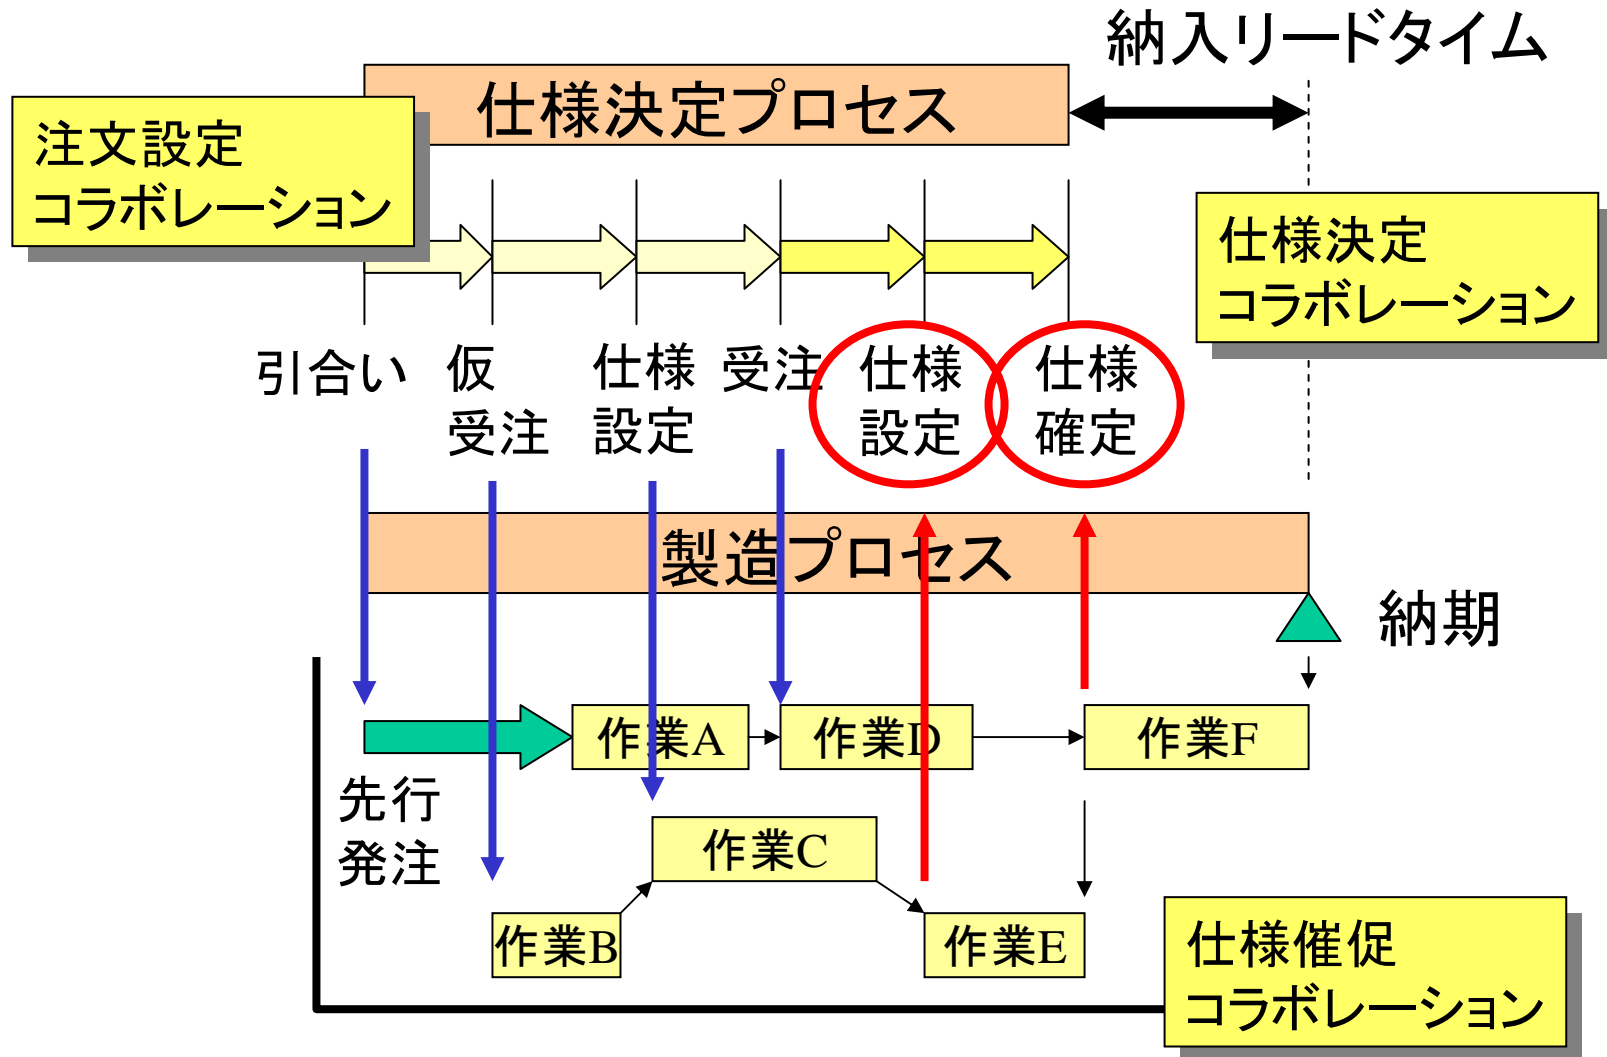 納入リードタイム
仕様決定プロセス
注文設定
コラボレーション
仕様決定
コラボレーション
引合い
仮
受注
仕様
設定
受注
仕様
設定
仕様
確定
製造プロセス
納期
作業A
作業D
作業F
先行
発注
作業C
作業B
作業E
仕様催促
コラボレーション